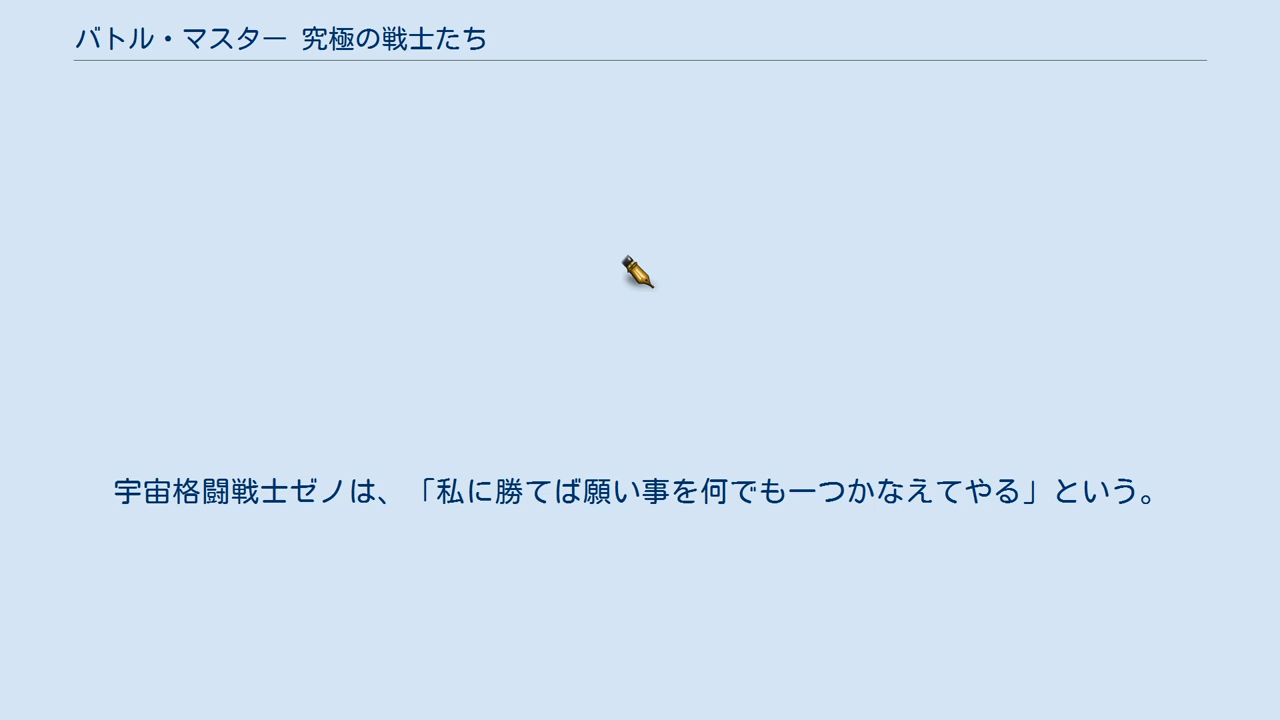 バトル・マスター 究極の戦士たち
宇宙格闘戦士ゼノは、「私に勝てば願い事を何でも一つかなえてやる」という。